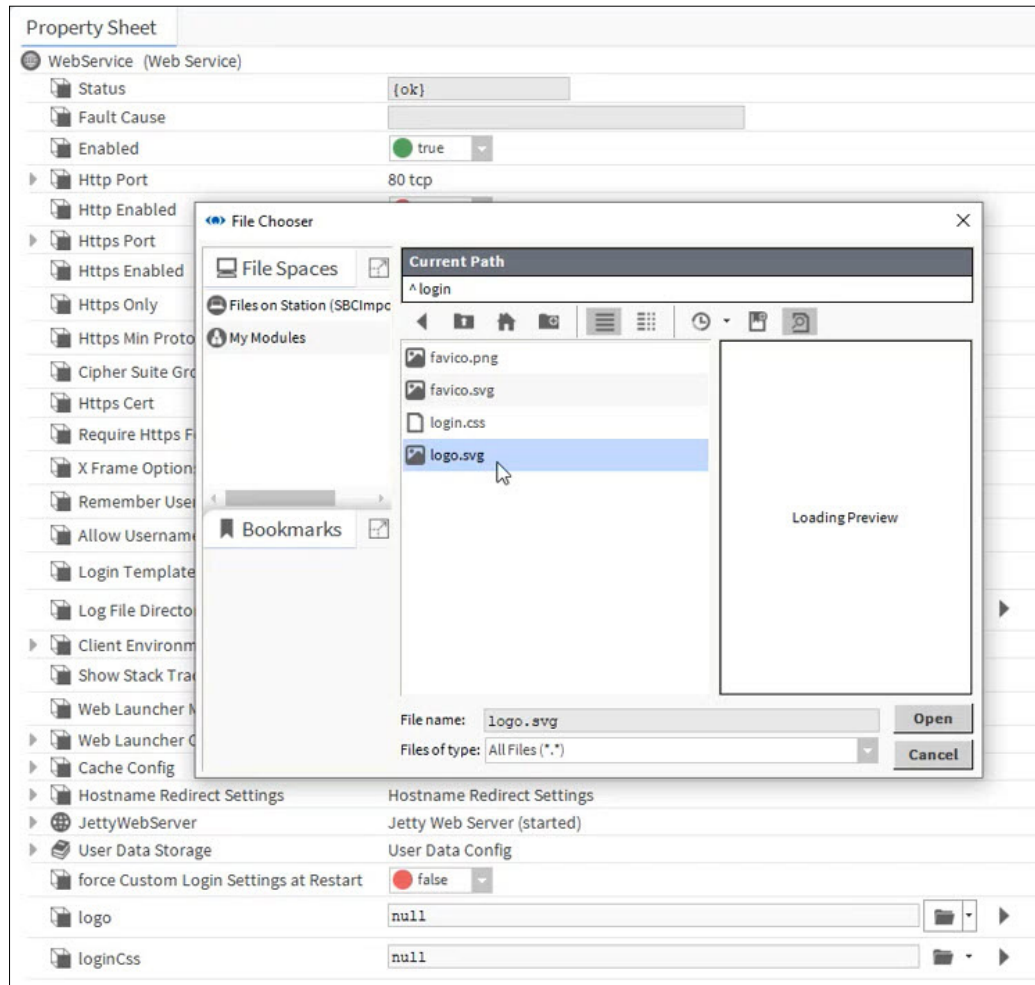 Property Sheet
WebService (Web Service)
Status {ok}
Fault Cause
Enabled true
Http Port 80 tcp
Http Enabled
Https Port
Https Enabled
Https Only
Https Min Proto
Cipher Suite Gro
Https Cert
Require Https F
X Frame Option
Remember User
Allow Usernam
Login Template
Log File Directo
Client Environm
Show Stack Tra
Web Launcher
Web Launcher C
Cache Config
File Chooser
File Spaces
Files on Station (SBCImpo
My Modules
Bookmarks
Current Path
^login
favico.png
favico.svg
login.css
logo.svg
Loading Preview
File name: logo.svg Open
Files of type: All Files (*.*) Cancel
Hostname Redirect Settings Hostname Redirect Settings
JettyWebServer Jetty Web Server (started)
User Data Storage User Data Config
force Custom Login Settings at Restart false
logo null
loginCss null